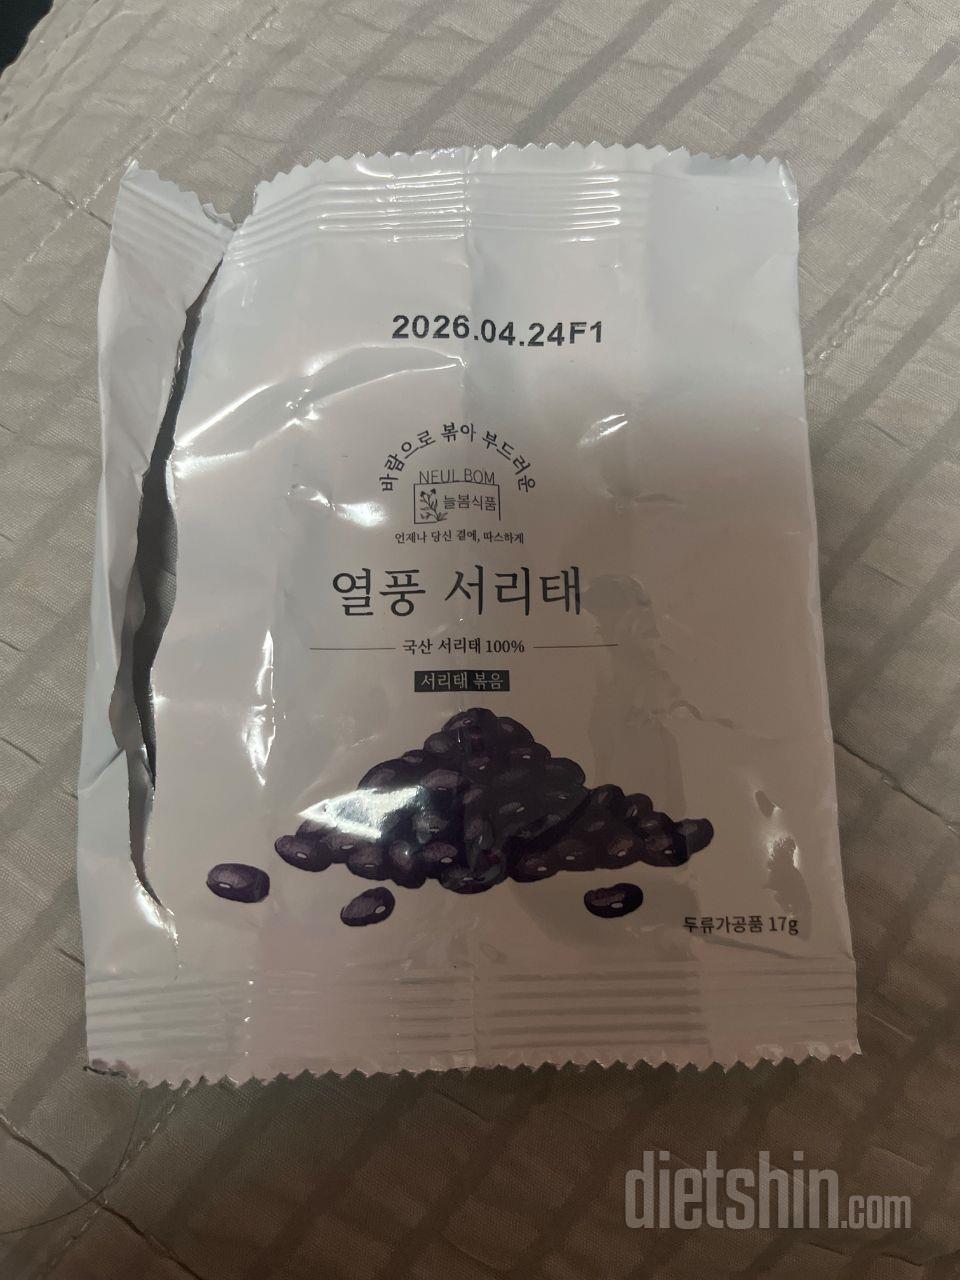 2026.04.24F1
바람으로 볶아 부드러운
NEUL BOM
늘봄식품
언제나 당신 곁에, 따스하게
열풍 서리태
국산 서리태 100%
서리태 볶음
두류가공품 17g
dietshin.com